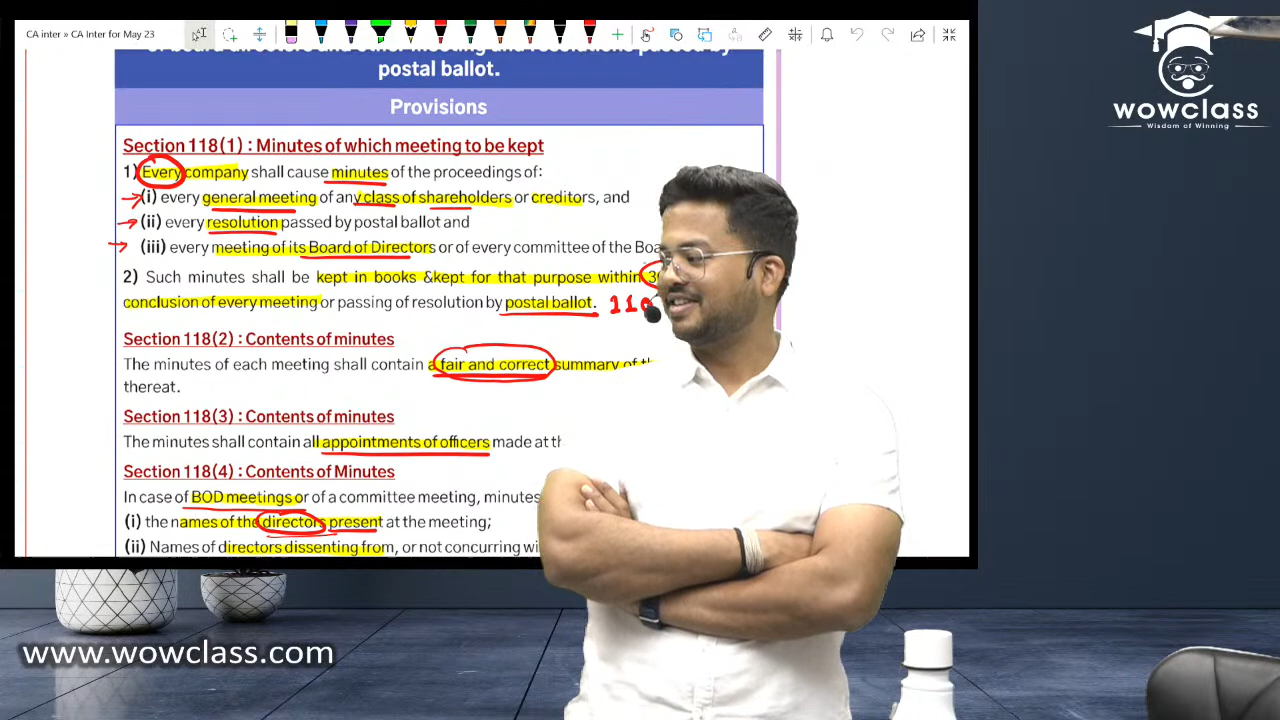 CA inter » CA Inter for May 23
postal ballot.
Provisions
Section 118(1) : Minutes of which meeting to be kept
1) Every company shall cause minutes of the proceedings of:
(i) every general meeting of any class of shareholders or creditors, and
(ii) every resolution passed by postal ballot and
(iii) every meeting of its Board of Directors or of every committee of the Boa
2) Such minutes shall be kept in books &kept for that purpose within 3
conclusion of every meeting or passing of resolution by postal ballot. 11
Section 118(2) : Contents of minutes
The minutes of each meeting shall contain a fair and correct summary of
thereat.
Section 118(3) : Contents of minutes
The minutes shall contain all appointments of officers made at th
Section 118(4) : Contents of Minutes
In case of BOD meetings or of a committee meeting, minutes
(i) the names of the directors present at the meeting;
(ii) Names of directors dissenting from, or not concurring wi
wowclass
Wisdom of Winning
www.wowclass.com